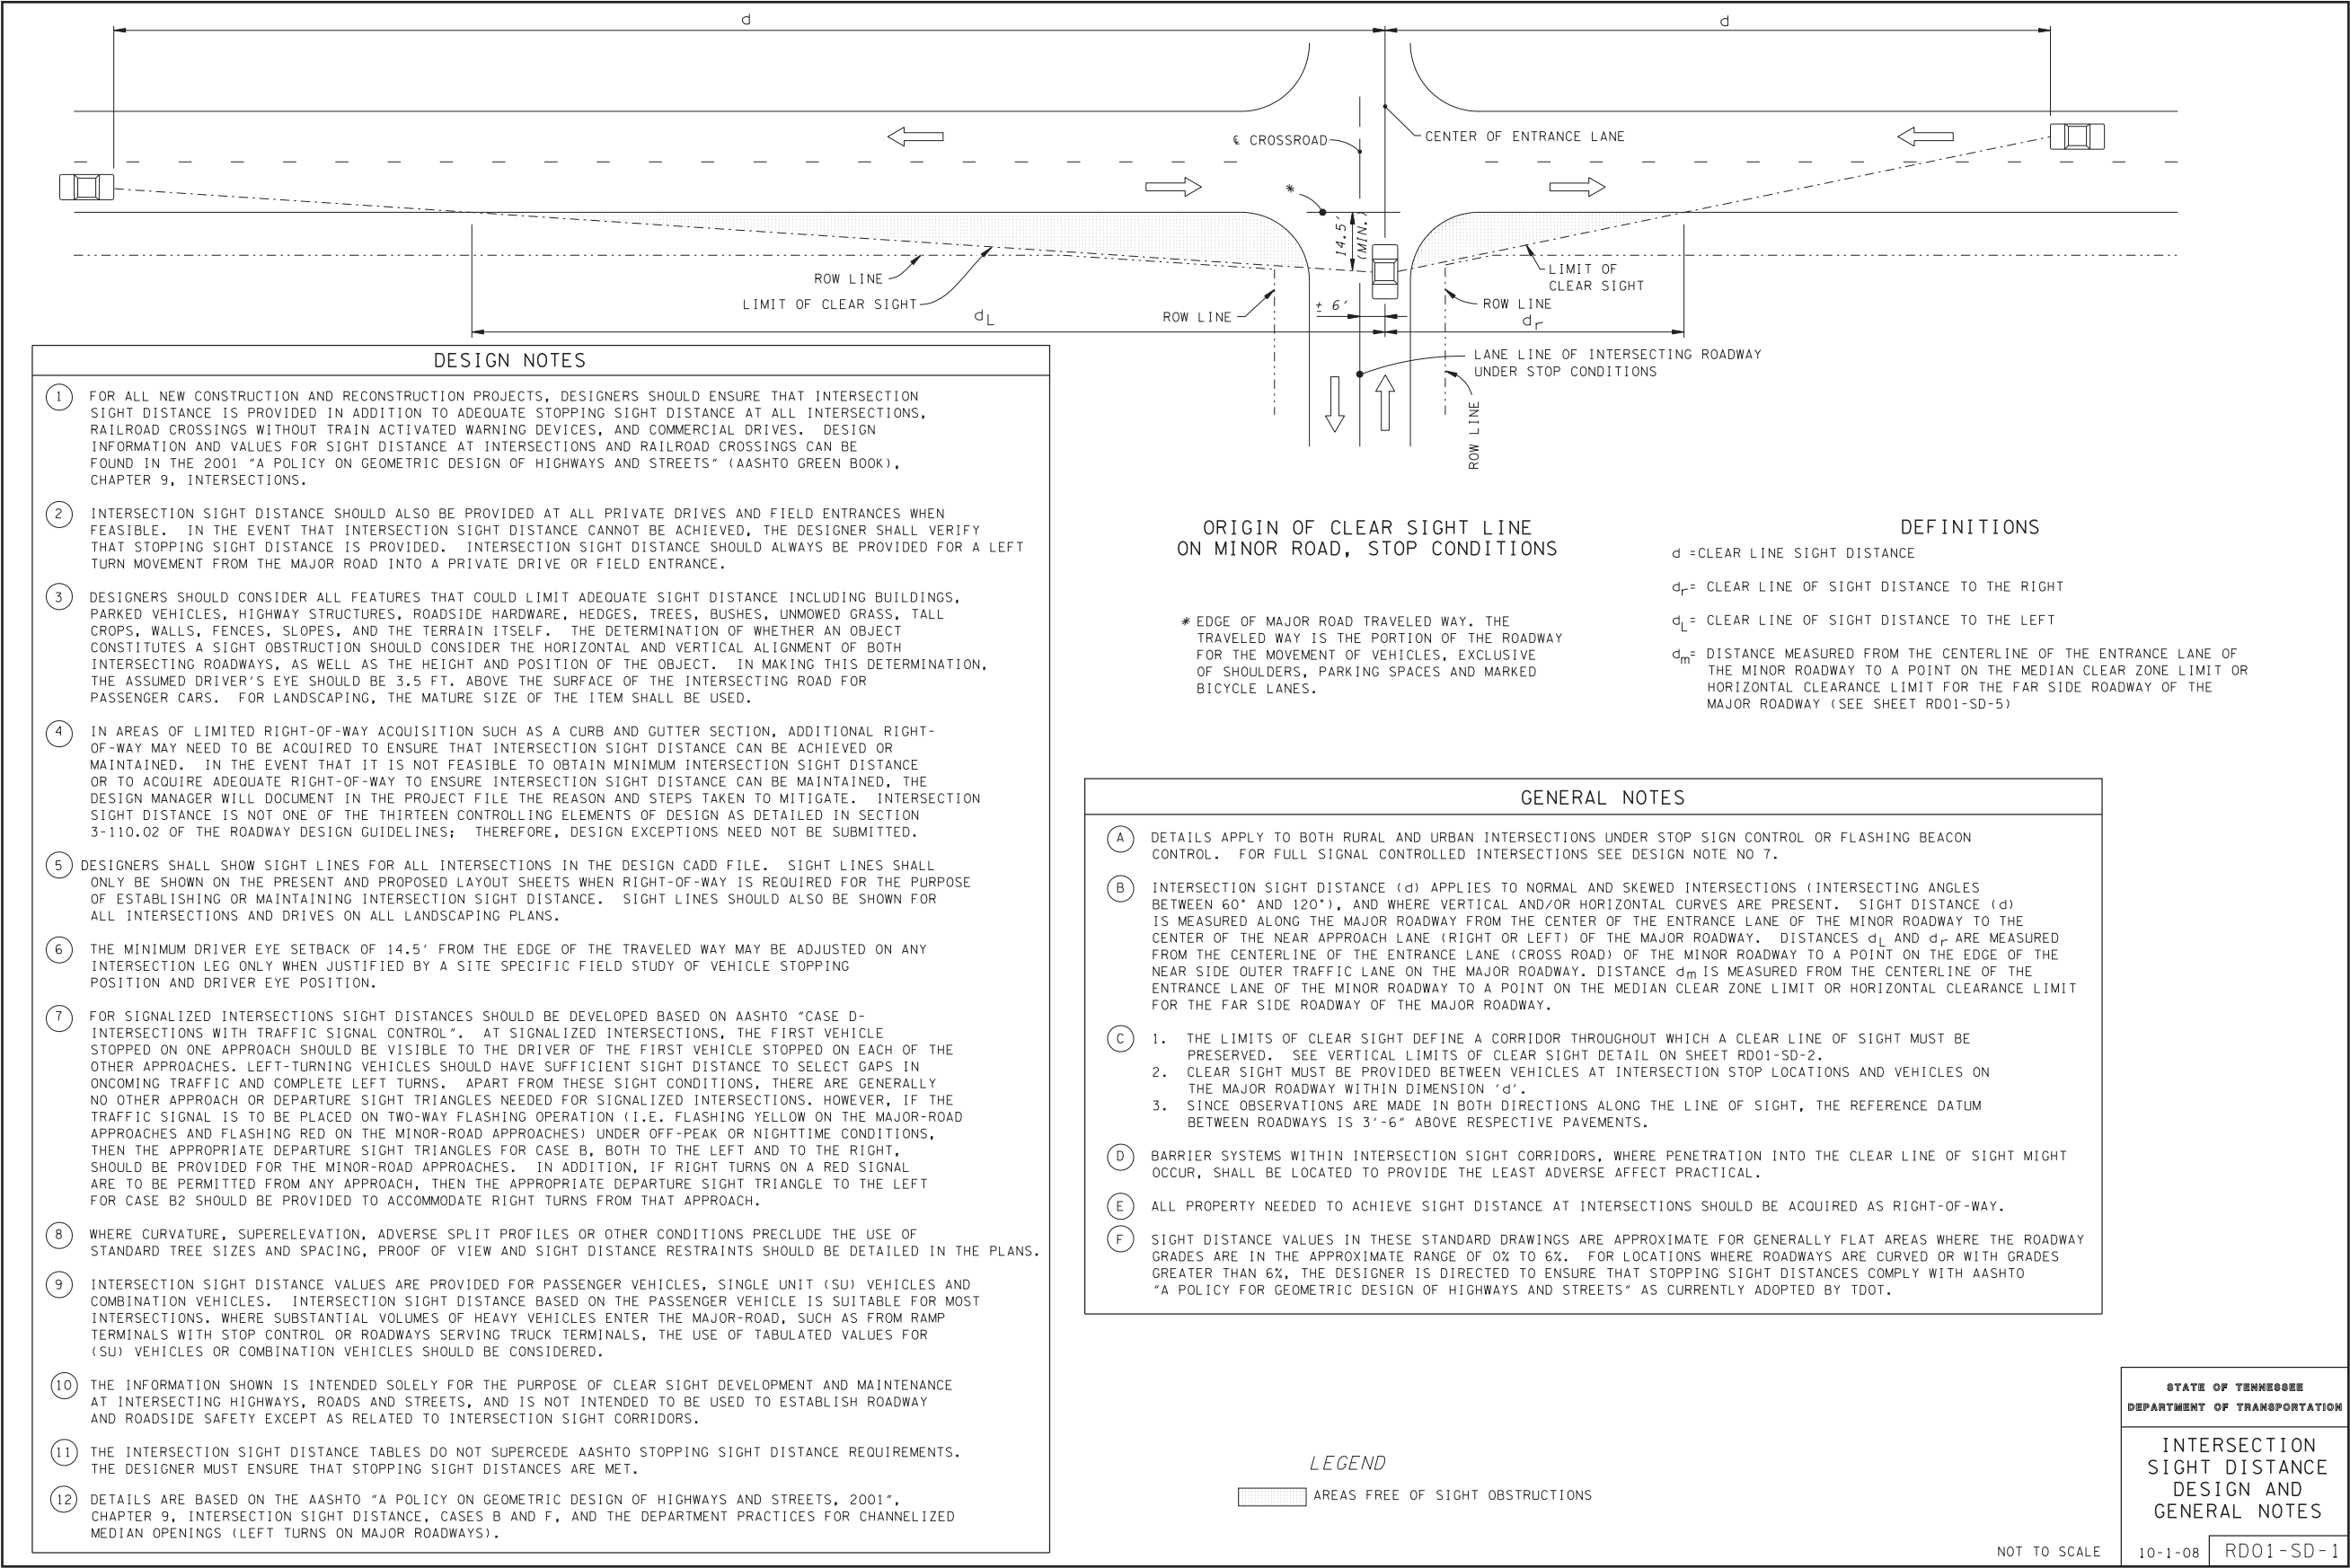 d
d
℄ CROSSROAD
CENTER OF ENTRANCE LANE
*
14.5'
(MIN.)
ROW LINE
LIMIT OF CLEAR SIGHT
LIMIT OF
CLEAR SIGHT
ROW LINE
ROW LINE
± 6'
dL
dr
LANE LINE OF INTERSECTING ROADWAY
UNDER STOP CONDITIONS
ROW LINE
DESIGN NOTES
1 FOR ALL NEW CONSTRUCTION AND RECONSTRUCTION PROJECTS, DESIGNERS SHOULD ENSURE THAT INTERSECTION
SIGHT DISTANCE IS PROVIDED IN ADDITION TO ADEQUATE STOPPING SIGHT DISTANCE AT ALL INTERSECTIONS,
RAILROAD CROSSINGS WITHOUT TRAIN ACTIVATED WARNING DEVICES, AND COMMERCIAL DRIVES. DESIGN
INFORMATION AND VALUES FOR SIGHT DISTANCE AT INTERSECTIONS AND RAILROAD CROSSINGS CAN BE
FOUND IN THE 2001 "A POLICY ON GEOMETRIC DESIGN OF HIGHWAYS AND STREETS" (AASHTO GREEN BOOK),
CHAPTER 9, INTERSECTIONS.
2 INTERSECTION SIGHT DISTANCE SHOULD ALSO BE PROVIDED AT ALL PRIVATE DRIVES AND FIELD ENTRANCES WHEN
FEASIBLE. IN THE EVENT THAT INTERSECTION SIGHT DISTANCE CANNOT BE ACHIEVED, THE DESIGNER SHALL VERIFY
THAT STOPPING SIGHT DISTANCE IS PROVIDED. INTERSECTION SIGHT DISTANCE SHOULD ALWAYS BE PROVIDED FOR A LEFT
TURN MOVEMENT FROM THE MAJOR ROAD INTO A PRIVATE DRIVE OR FIELD ENTRANCE.
3 DESIGNERS SHOULD CONSIDER ALL FEATURES THAT COULD LIMIT ADEQUATE SIGHT DISTANCE INCLUDING BUILDINGS,
PARKED VEHICLES, HIGHWAY STRUCTURES, ROADSIDE HARDWARE, HEDGES, TREES, BUSHES, UNMOWED GRASS, TALL
CROPS, WALLS, FENCES, SLOPES, AND THE TERRAIN ITSELF. THE DETERMINATION OF WHETHER AN OBJECT
CONSTITUTES A SIGHT OBSTRUCTION SHOULD CONSIDER THE HORIZONTAL AND VERTICAL ALIGNMENT OF BOTH
INTERSECTING ROADWAYS, AS WELL AS THE HEIGHT AND POSITION OF THE OBJECT. IN MAKING THIS DETERMINATION,
THE ASSUMED DRIVER'S EYE SHOULD BE 3.5 FT. ABOVE THE SURFACE OF THE INTERSECTING ROAD FOR
PASSENGER CARS. FOR LANDSCAPING, THE MATURE SIZE OF THE ITEM SHALL BE USED.
4 IN AREAS OF LIMITED RIGHT-OF-WAY ACQUISITION SUCH AS A CURB AND GUTTER SECTION, ADDITIONAL RIGHT-
OF-WAY MAY NEED TO BE ACQUIRED TO ENSURE THAT INTERSECTION SIGHT DISTANCE CAN BE ACHIEVED OR
MAINTAINED. IN THE EVENT THAT IT IS NOT FEASIBLE TO OBTAIN MINIMUM INTERSECTION SIGHT DISTANCE
OR TO ACQUIRE ADEQUATE RIGHT-OF-WAY TO ENSURE INTERSECTION SIGHT DISTANCE CAN BE MAINTAINED, THE
DESIGN MANAGER WILL DOCUMENT IN THE PROJECT FILE THE REASON AND STEPS TAKEN TO MITIGATE. INTERSECTION
SIGHT DISTANCE IS NOT ONE OF THE THIRTEEN CONTROLLING ELEMENTS OF DESIGN AS DETAILED IN SECTION
3-110.02 OF THE ROADWAY DESIGN GUIDELINES; THEREFORE, DESIGN EXCEPTIONS NEED NOT BE SUBMITTED.
5 DESIGNERS SHALL SHOW SIGHT LINES FOR ALL INTERSECTIONS IN THE DESIGN CADD FILE. SIGHT LINES SHALL
ONLY BE SHOWN ON THE PRESENT AND PROPOSED LAYOUT SHEETS WHEN RIGHT-OF-WAY IS REQUIRED FOR THE PURPOSE
OF ESTABLISHING OR MAINTAINING INTERSECTION SIGHT DISTANCE. SIGHT LINES SHOULD ALSO BE SHOWN FOR
ALL INTERSECTIONS AND DRIVES ON ALL LANDSCAPING PLANS.
6 THE MINIMUM DRIVER EYE SETBACK OF 14.5' FROM THE EDGE OF THE TRAVELED WAY MAY BE ADJUSTED ON ANY
INTERSECTION LEG ONLY WHEN JUSTIFIED BY A SITE SPECIFIC FIELD STUDY OF VEHICLE STOPPING
POSITION AND DRIVER EYE POSITION.
7 FOR SIGNALIZED INTERSECTIONS SIGHT DISTANCES SHOULD BE DEVELOPED BASED ON AASHTO "CASE D-
INTERSECTIONS WITH TRAFFIC SIGNAL CONTROL". AT SIGNALIZED INTERSECTIONS, THE FIRST VEHICLE
STOPPED ON ONE APPROACH SHOULD BE VISIBLE TO THE DRIVER OF THE FIRST VEHICLE STOPPED ON EACH OF THE
OTHER APPROACHES. LEFT-TURNING VEHICLES SHOULD HAVE SUFFICIENT SIGHT DISTANCE TO SELECT GAPS IN
ONCOMING TRAFFIC AND COMPLETE LEFT TURNS. APART FROM THESE SIGHT CONDITIONS, THERE ARE GENERALLY
NO OTHER APPROACH OR DEPARTURE SIGHT TRIANGLES NEEDED FOR SIGNALIZED INTERSECTIONS. HOWEVER, IF THE
TRAFFIC SIGNAL IS TO BE PLACED ON TWO-WAY FLASHING OPERATION (I.E. FLASHING YELLOW ON THE MAJOR-ROAD
APPROACHES AND FLASHING RED ON THE MINOR-ROAD APPROACHES) UNDER OFF-PEAK OR NIGHTTIME CONDITIONS,
THEN THE APPROPRIATE DEPARTURE SIGHT TRIANGLES FOR CASE B, BOTH TO THE LEFT AND TO THE RIGHT,
SHOULD BE PROVIDED FOR THE MINOR-ROAD APPROACHES. IN ADDITION, IF RIGHT TURNS ON A RED SIGNAL
ARE TO BE PERMITTED FROM ANY APPROACH, THEN THE APPROPRIATE DEPARTURE SIGHT TRIANGLE TO THE LEFT
FOR CASE B2 SHOULD BE PROVIDED TO ACCOMMODATE RIGHT TURNS FROM THAT APPROACH.
8 WHERE CURVATURE, SUPERELEVATION, ADVERSE SPLIT PROFILES OR OTHER CONDITIONS PRECLUDE THE USE OF
STANDARD TREE SIZES AND SPACING, PROOF OF VIEW AND SIGHT DISTANCE RESTRAINTS SHOULD BE DETAILED IN THE PLANS.
9 INTERSECTION SIGHT DISTANCE VALUES ARE PROVIDED FOR PASSENGER VEHICLES, SINGLE UNIT (SU) VEHICLES AND
COMBINATION VEHICLES. INTERSECTION SIGHT DISTANCE BASED ON THE PASSENGER VEHICLE IS SUITABLE FOR MOST
INTERSECTIONS. WHERE SUBSTANTIAL VOLUMES OF HEAVY VEHICLES ENTER THE MAJOR-ROAD, SUCH AS FROM RAMP
TERMINALS WITH STOP CONTROL OR ROADWAYS SERVING TRUCK TERMINALS, THE USE OF TABULATED VALUES FOR
(SU) VEHICLES OR COMBINATION VEHICLES SHOULD BE CONSIDERED.
10 THE INFORMATION SHOWN IS INTENDED SOLELY FOR THE PURPOSE OF CLEAR SIGHT DEVELOPMENT AND MAINTENANCE
AT INTERSECTING HIGHWAYS, ROADS AND STREETS, AND IS NOT INTENDED TO BE USED TO ESTABLISH ROADWAY
AND ROADSIDE SAFETY EXCEPT AS RELATED TO INTERSECTION SIGHT CORRIDORS.
11 THE INTERSECTION SIGHT DISTANCE TABLES DO NOT SUPERCEDE AASHTO STOPPING SIGHT DISTANCE REQUIREMENTS.
THE DESIGNER MUST ENSURE THAT STOPPING SIGHT DISTANCES ARE MET.
12 DETAILS ARE BASED ON THE AASHTO "A POLICY ON GEOMETRIC DESIGN OF HIGHWAYS AND STREETS, 2001",
CHAPTER 9, INTERSECTION SIGHT DISTANCE, CASES B AND F, AND THE DEPARTMENT PRACTICES FOR CHANNELIZED
MEDIAN OPENINGS (LEFT TURNS ON MAJOR ROADWAYS).
ORIGIN OF CLEAR SIGHT LINE
ON MINOR ROAD, STOP CONDITIONS
* EDGE OF MAJOR ROAD TRAVELED WAY. THE
TRAVELED WAY IS THE PORTION OF THE ROADWAY
FOR THE MOVEMENT OF VEHICLES, EXCLUSIVE
OF SHOULDERS, PARKING SPACES AND MARKED
BICYCLE LANES.
DEFINITIONS
d =CLEAR LINE SIGHT DISTANCE
dr= CLEAR LINE OF SIGHT DISTANCE TO THE RIGHT
dL= CLEAR LINE OF SIGHT DISTANCE TO THE LEFT
dm= DISTANCE MEASURED FROM THE CENTERLINE OF THE ENTRANCE LANE OF
THE MINOR ROADWAY TO A POINT ON THE MEDIAN CLEAR ZONE LIMIT OR
HORIZONTAL CLEARANCE LIMIT FOR THE FAR SIDE ROADWAY OF THE
MAJOR ROADWAY (SEE SHEET RD01-SD-5)
GENERAL NOTES
A DETAILS APPLY TO BOTH RURAL AND URBAN INTERSECTIONS UNDER STOP SIGN CONTROL OR FLASHING BEACON
CONTROL. FOR FULL SIGNAL CONTROLLED INTERSECTIONS SEE DESIGN NOTE NO 7.
B INTERSECTION SIGHT DISTANCE (d) APPLIES TO NORMAL AND SKEWED INTERSECTIONS (INTERSECTING ANGLES
BETWEEN 60° AND 120°), AND WHERE VERTICAL AND/OR HORIZONTAL CURVES ARE PRESENT. SIGHT DISTANCE (d)
IS MEASURED ALONG THE MAJOR ROADWAY FROM THE CENTER OF THE ENTRANCE LANE OF THE MINOR ROADWAY TO THE
CENTER OF THE NEAR APPROACH LANE (RIGHT OR LEFT) OF THE MAJOR ROADWAY. DISTANCES dL AND dr ARE MEASURED
FROM THE CENTERLINE OF THE ENTRANCE LANE (CROSS ROAD) OF THE MINOR ROADWAY TO A POINT ON THE EDGE OF THE
NEAR SIDE OUTER TRAFFIC LANE ON THE MAJOR ROADWAY. DISTANCE dm IS MEASURED FROM THE CENTERLINE OF THE
ENTRANCE LANE OF THE MINOR ROADWAY TO A POINT ON THE MEDIAN CLEAR ZONE LIMIT OR HORIZONTAL CLEARANCE LIMIT
FOR THE FAR SIDE ROADWAY OF THE MAJOR ROADWAY.
C 1. THE LIMITS OF CLEAR SIGHT DEFINE A CORRIDOR THROUGHOUT WHICH A CLEAR LINE OF SIGHT MUST BE
PRESERVED. SEE VERTICAL LIMITS OF CLEAR SIGHT DETAIL ON SHEET RD01-SD-2.
2. CLEAR SIGHT MUST BE PROVIDED BETWEEN VEHICLES AT INTERSECTION STOP LOCATIONS AND VEHICLES ON
THE MAJOR ROADWAY WITHIN DIMENSION 'd'.
3. SINCE OBSERVATIONS ARE MADE IN BOTH DIRECTIONS ALONG THE LINE OF SIGHT, THE REFERENCE DATUM
BETWEEN ROADWAYS IS 3'-6" ABOVE RESPECTIVE PAVEMENTS.
D BARRIER SYSTEMS WITHIN INTERSECTION SIGHT CORRIDORS, WHERE PENETRATION INTO THE CLEAR LINE OF SIGHT MIGHT
OCCUR, SHALL BE LOCATED TO PROVIDE THE LEAST ADVERSE AFFECT PRACTICAL.
E ALL PROPERTY NEEDED TO ACHIEVE SIGHT DISTANCE AT INTERSECTIONS SHOULD BE ACQUIRED AS RIGHT-OF-WAY.
F SIGHT DISTANCE VALUES IN THESE STANDARD DRAWINGS ARE APPROXIMATE FOR GENERALLY FLAT AREAS WHERE THE ROADWAY
GRADES ARE IN THE APPROXIMATE RANGE OF 0% TO 6%. FOR LOCATIONS WHERE ROADWAYS ARE CURVED OR WITH GRADES
GREATER THAN 6%, THE DESIGNER IS DIRECTED TO ENSURE THAT STOPPING SIGHT DISTANCES COMPLY WITH AASHTO
"A POLICY FOR GEOMETRIC DESIGN OF HIGHWAYS AND STREETS" AS CURRENTLY ADOPTED BY TDOT.
LEGEND
AREAS FREE OF SIGHT OBSTRUCTIONS
NOT TO SCALE
STATE OF TENNESSEE
DEPARTMENT OF TRANSPORTATION
INTERSECTION
SIGHT DISTANCE
DESIGN AND
GENERAL NOTES
10-1-08 RD01-SD-1